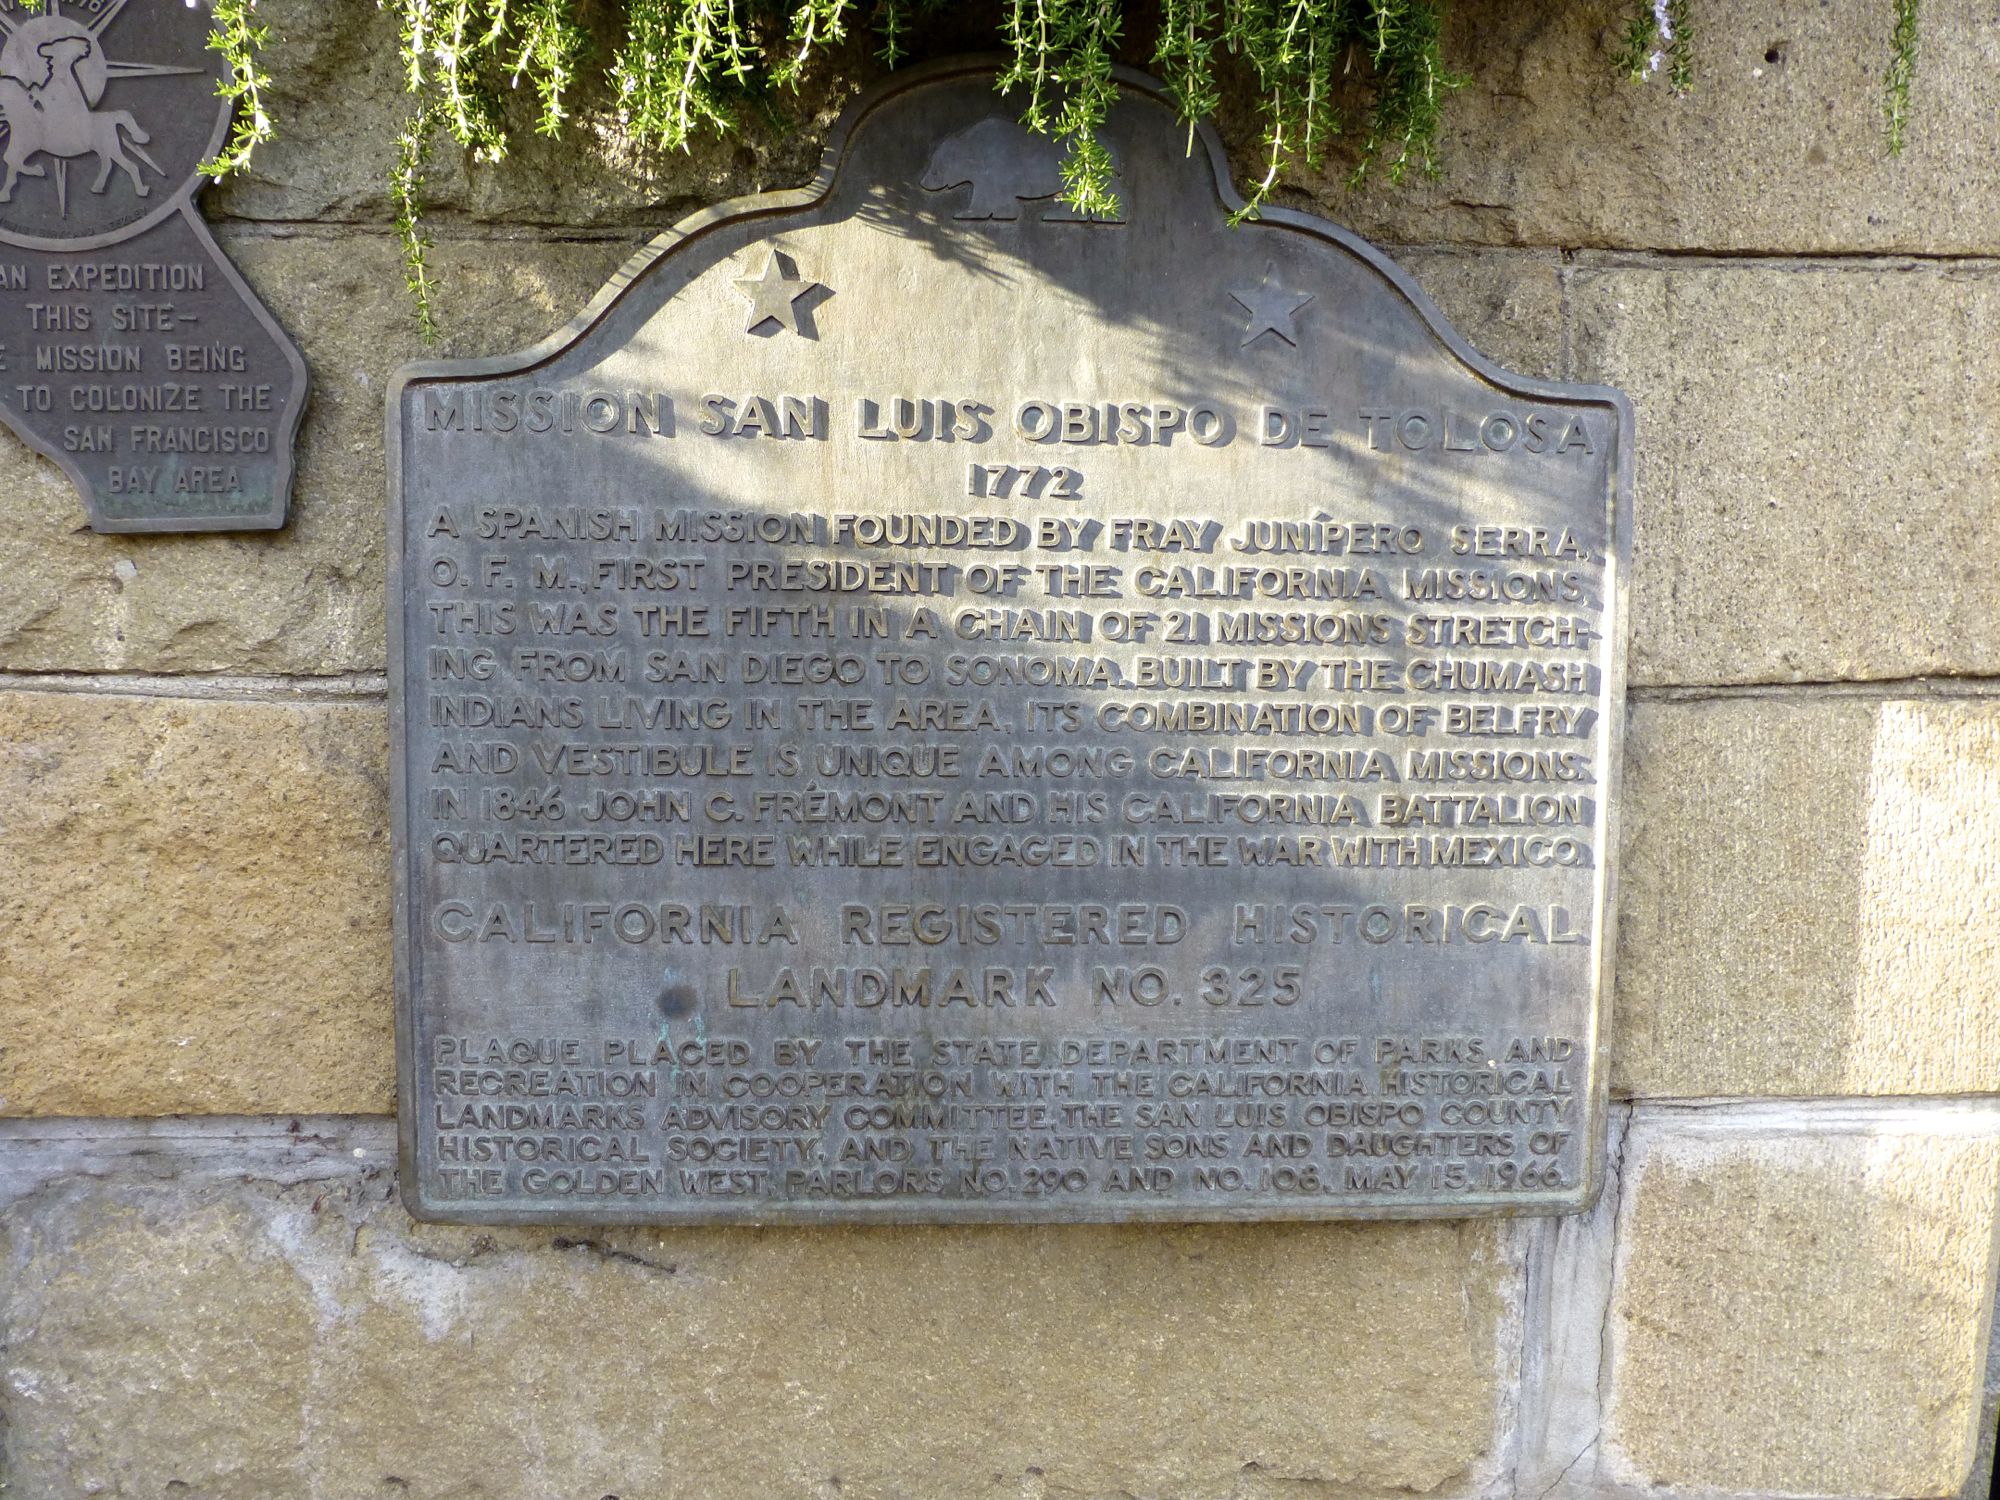 AN EXPEDITION
THIS SITE—
MISSION BEING
TO COLONIZE THE
SAN FRANCISCO
BAY AREA
MISSION SAN LUIS OBISPO DE TOLOSA
1772
A SPANISH MISSION FOUNDED BY FRAY JUNÍPERO SERRA,
O. F. M., FIRST PRESIDENT OF THE CALIFORNIA MISSIONS,
THIS WAS THE FIFTH IN A CHAIN OF 21 MISSIONS STRETCH-
ING FROM SAN DIEGO TO SONOMA. BUILT BY THE CHUMASH
INDIANS LIVING IN THE AREA, ITS COMBINATION OF BELFRY
AND VESTIBULE IS UNIQUE AMONG CALIFORNIA MISSIONS.
IN 1846 JOHN C. FRÉMONT AND HIS CALIFORNIA BATTALION
QUARTERED HERE WHILE ENGAGED IN THE WAR WITH MEXICO.
CALIFORNIA REGISTERED HISTORICAL
LANDMARK NO. 325
PLAQUE PLACED BY THE STATE DEPARTMENT OF PARKS AND
RECREATION IN COOPERATION WITH THE CALIFORNIA HISTORICAL
LANDMARKS ADVISORY COMMITTEE, THE SAN LUIS OBISPO COUNTY
HISTORICAL SOCIETY, AND THE NATIVE SONS AND DAUGHTERS OF
THE GOLDEN WEST, PARLORS NO. 290 AND NO. 108, MAY 15, 1966.